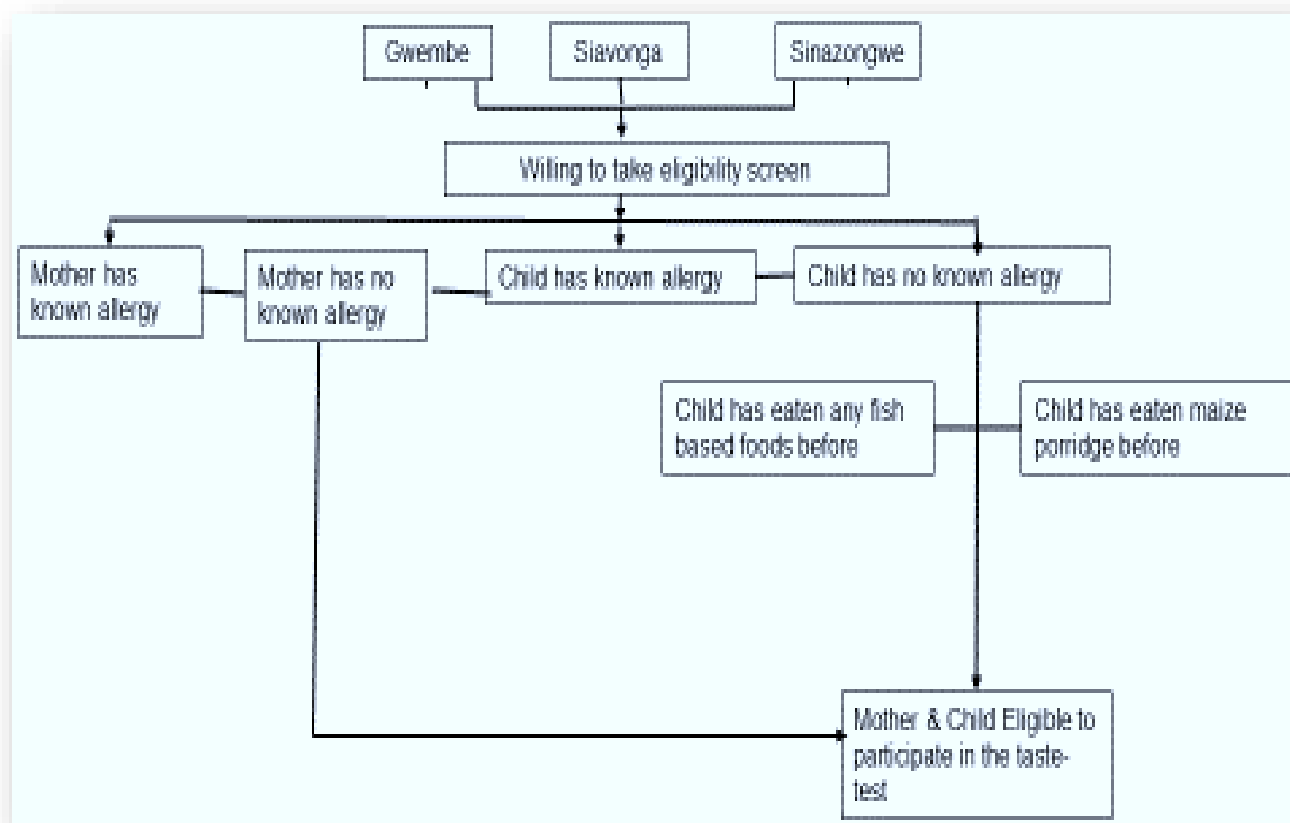 Gwembe
Siavonga
Sinazongwe
Willing to take eligibility screen
Mother has
known allergy
Mother has no
known allergy
Child has known allergy
Child has no known allergy
Child has eaten any fish
based foods before
Child has eaten maize
porridge before
Mother & Child Eligible to
participate in the taste-
test